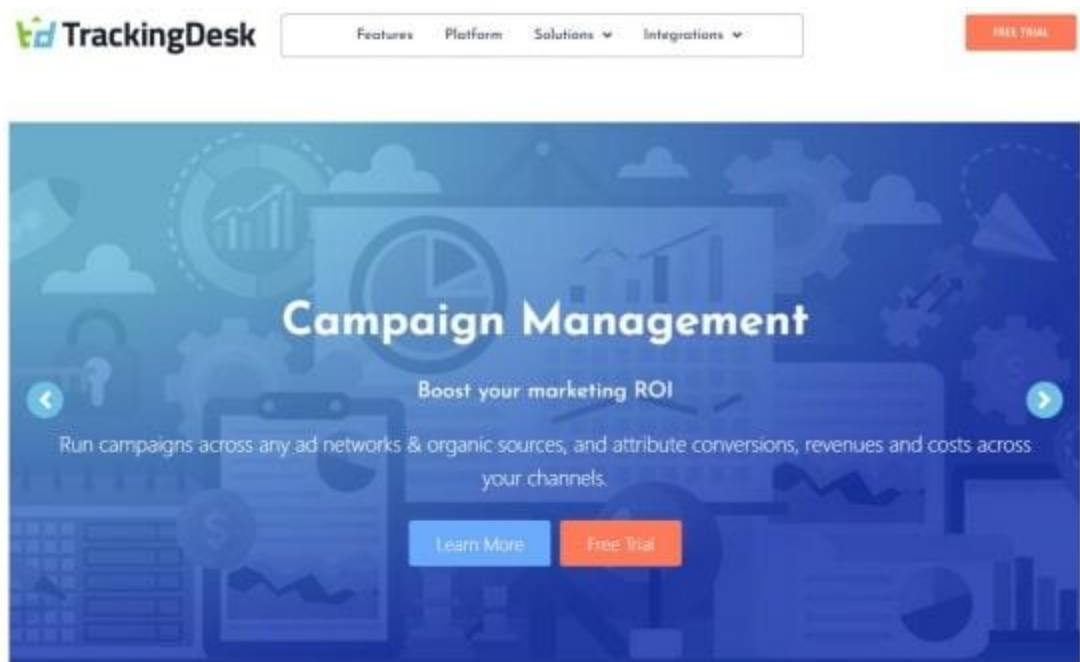 td TrackingDesk
Features Platform Solutions Integrations
FREE TRIAL
Campaign Management
Boost your marketing ROI
Run campaigns across any ad networks & organic sources, and attribute conversions, revenues and costs across
your channels.
Learn More Free Trial